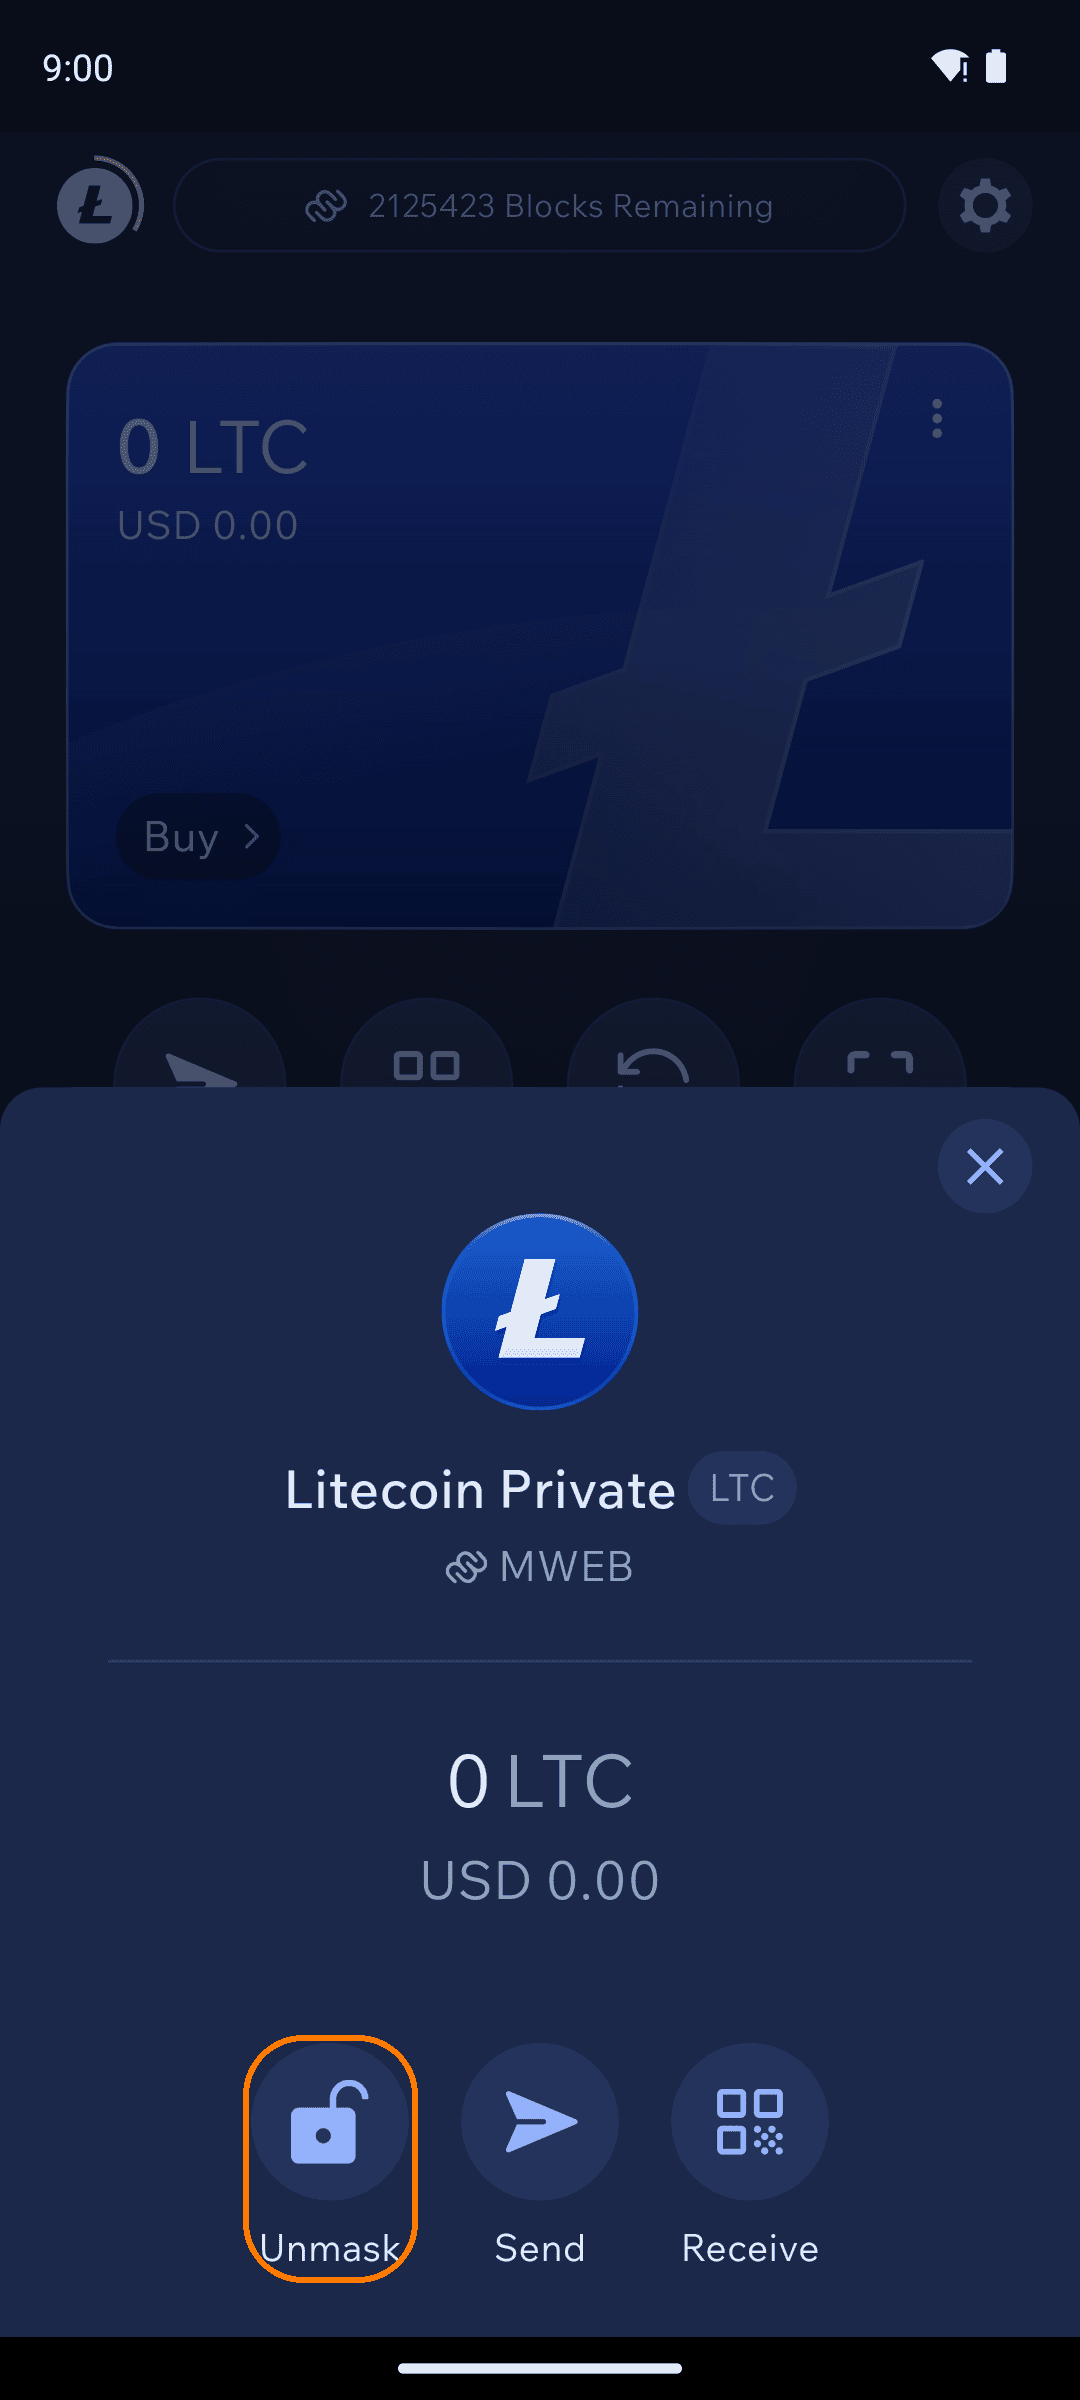 9:00
2125423 Blocks Remaining
0 LTC
USD 0.00
Buy
Litecoin Private LTC
MWEB
0 LTC
USD 0.00
Unmask Send Receive